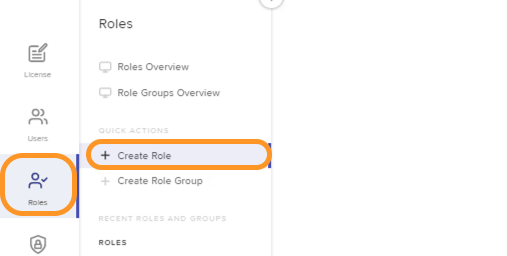 Roles
License
Roles Overview
Role Groups Overview
Users
QUICK ACTIONS
+ Create Role
+ Create Role Group
Roles
RECENT ROLES AND GROUPS
ROLES